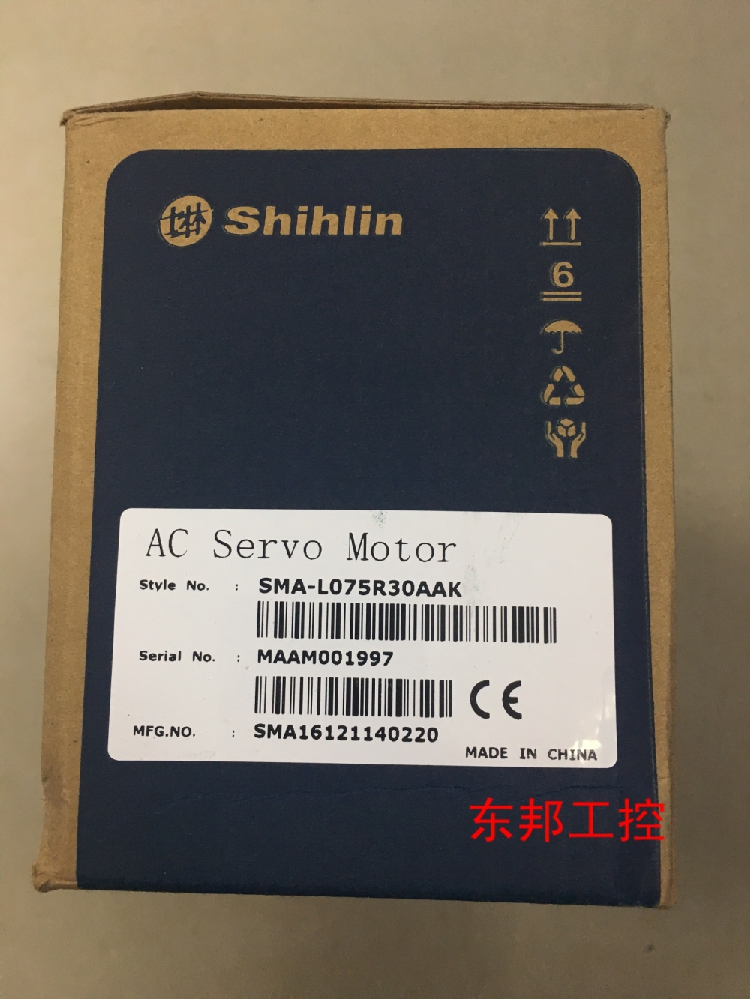 Shihlin
6
AC Servo Motor
Style No. : SMA-L075R30AAK
Serial No. : MAAM001997
MFG.NO. : SMA16121140220
MADE IN CHINA
东邦工控